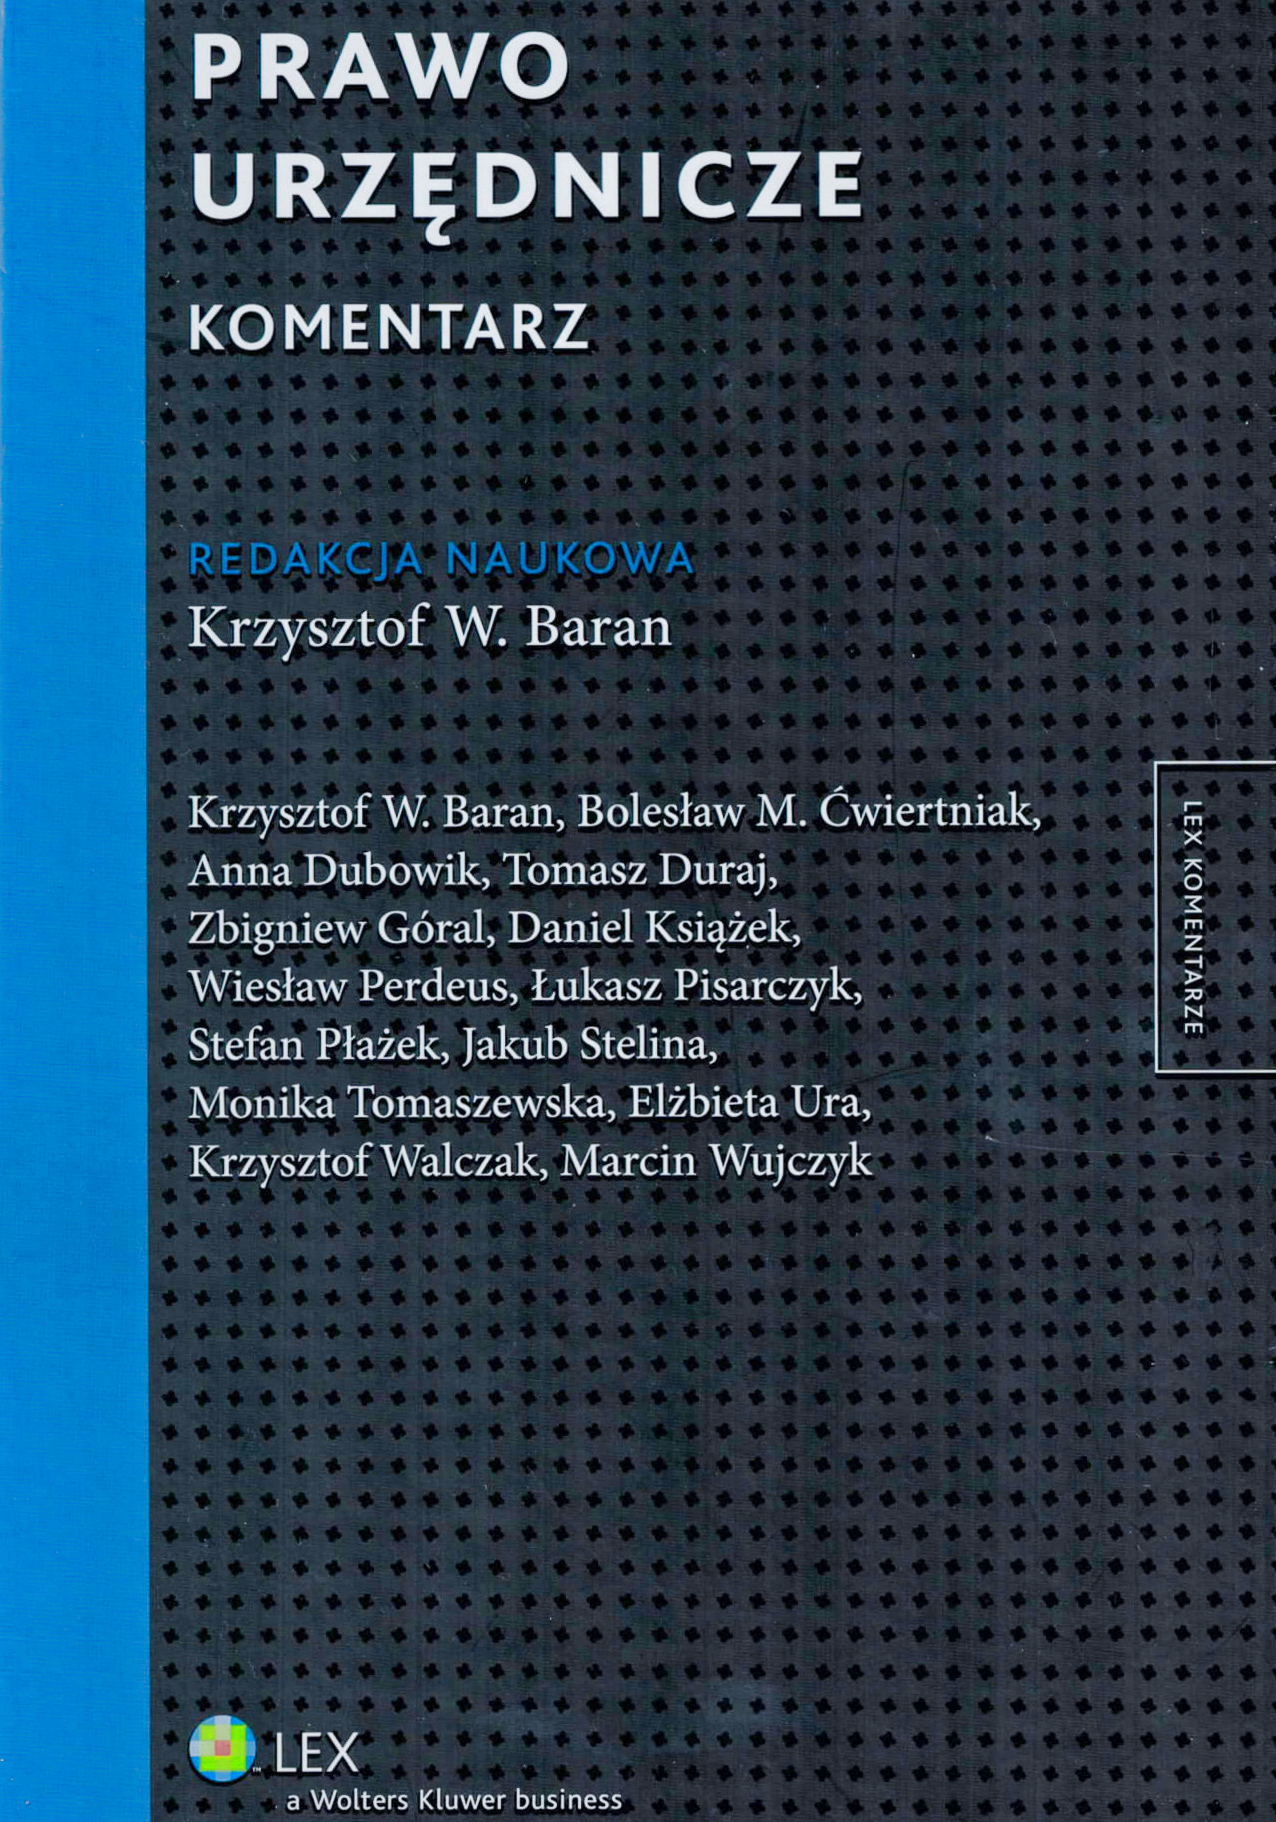 PRAWO
URZĘDNICZE
KOMENTARZ
REDAKCJA NAUKOWA
Krzysztof W. Baran
Krzysztof W. Baran, Bolesław M. Ćwiertniak,
Anna Dubowik, Tomasz Duraj,
Zbigniew Góral, Daniel Książek,
Wiesław Perdeus, Łukasz Pisarczyk,
Stefan Płażek, Jakub Stelina,
Monika Tomaszewska, Elżbieta Ura,
Krzysztof Walczak, Marcin Wujczyk
LEX KOMENTARZE
™ LEX
a Wolters Kluwer business